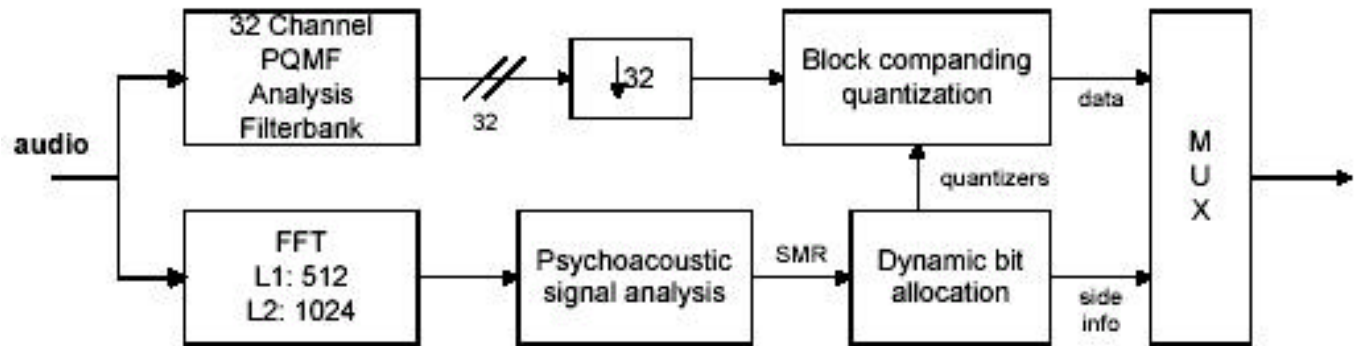 32 Channel
PQMF
Analysis
Filterbank
32
↓32
Block companding
quantization
data
audio
M
U
X
quantizers
FFT
L1: 512
L2: 1024
Psychoacoustic
signal analysis
SMR
Dynamic bit
allocation
side
info